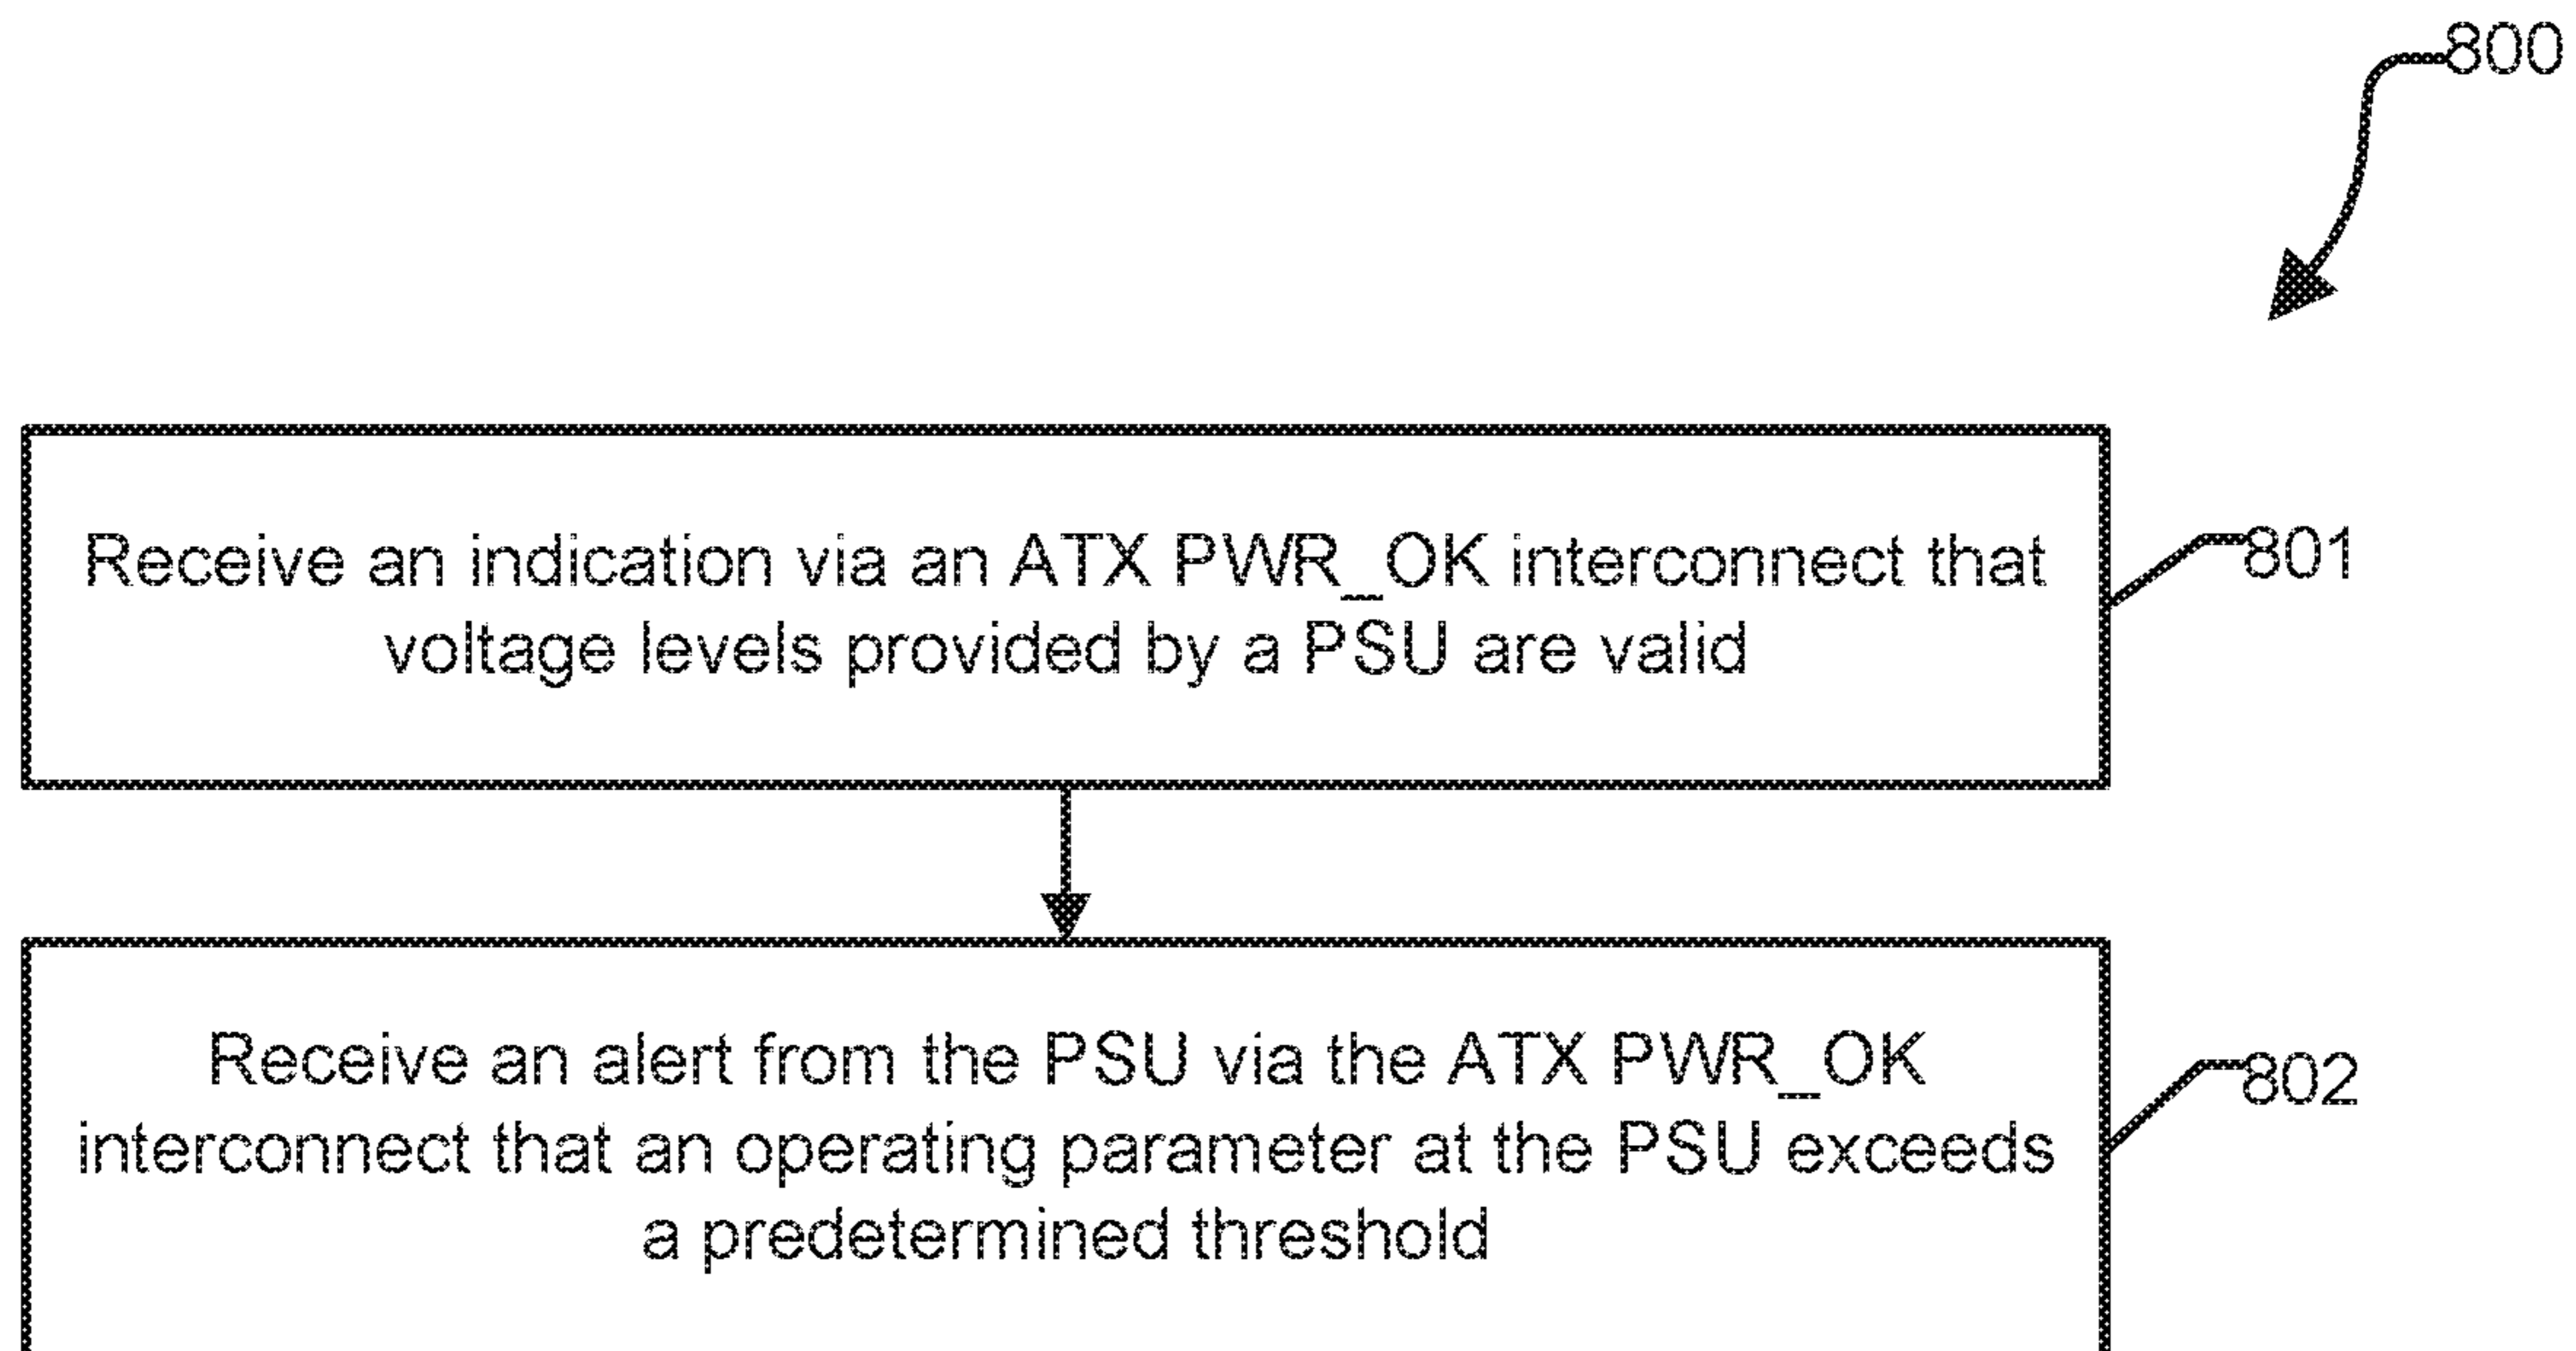 800
Receive an indication via an ATX PWR_OK interconnect that
voltage levels provided by a PSU are valid
801
Receive an alert from the PSU via the ATX PWR_OK
interconnect that an operating parameter at the PSU exceeds
a predetermined threshold
802